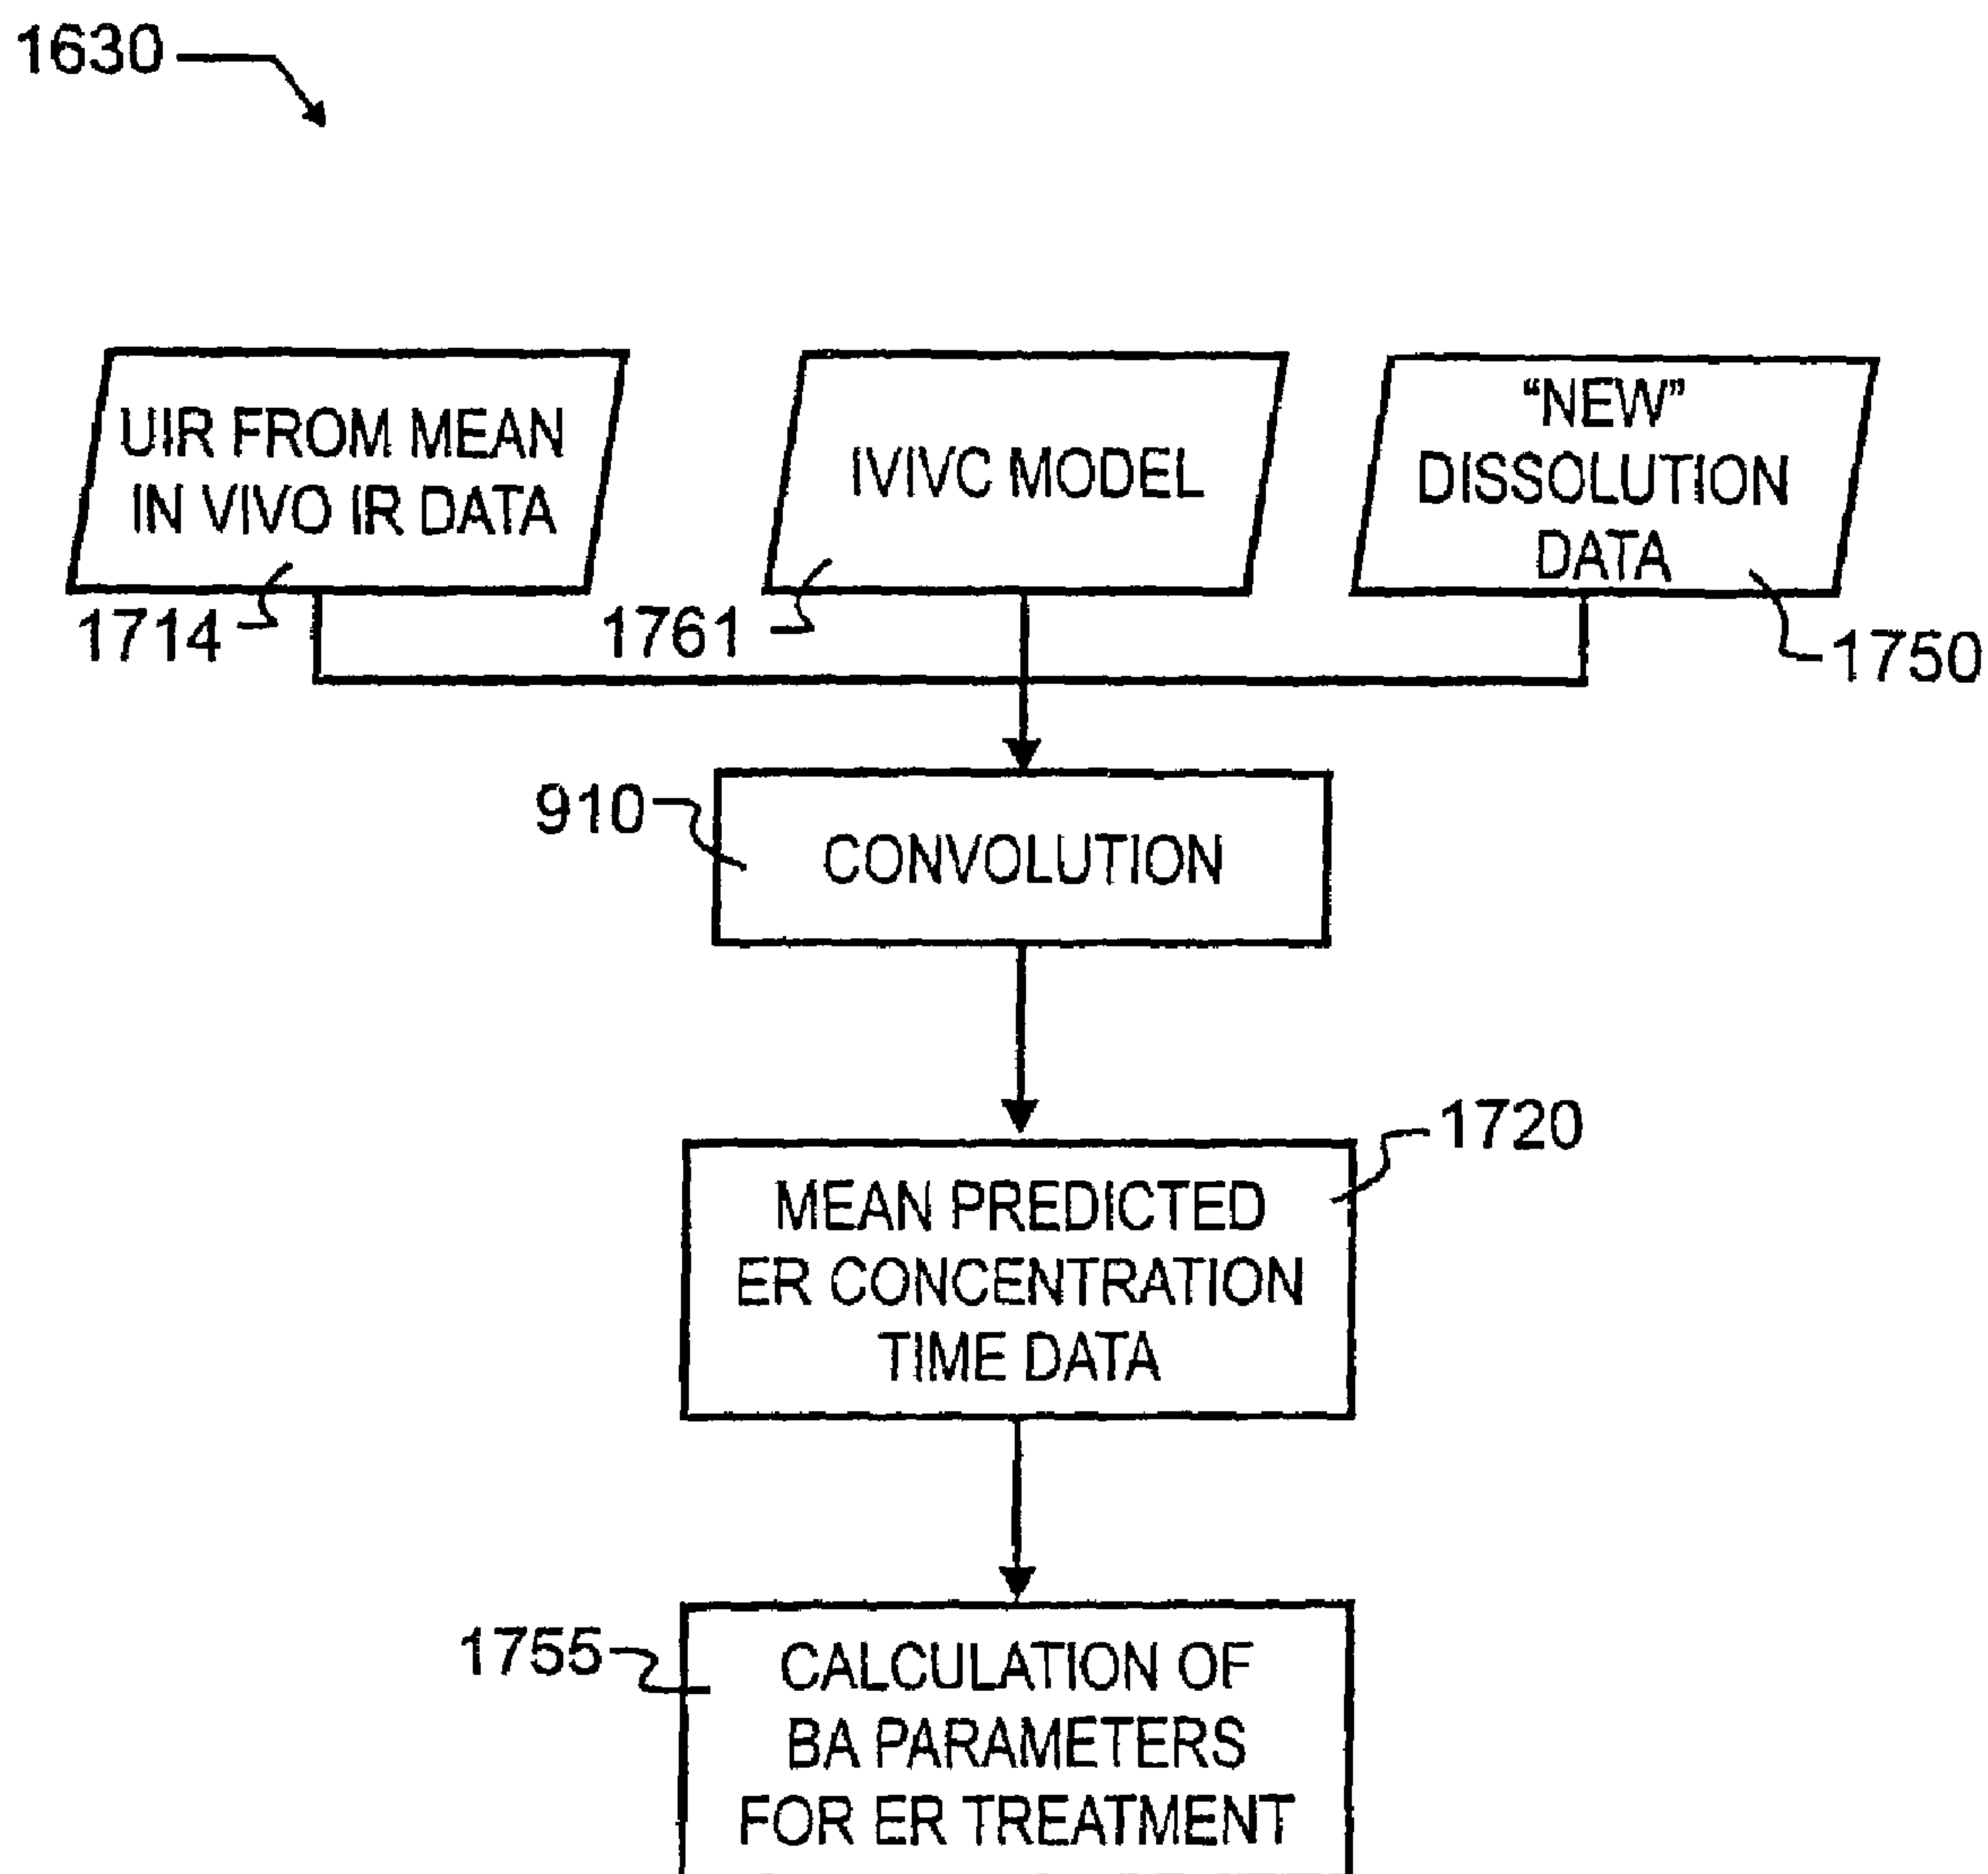 1630
UIR FROM MEAN
IN VIVO IR DATA
1714
IVIVC MODEL
1761
“NEW”
DISSOLUTION
DATA
1750
910
CONVOLUTION
1720
MEAN PREDICTED
ER CONCENTRATION
TIME DATA
1755
CALCULATION OF
BA PARAMETERS
FOR ER TREATMENT